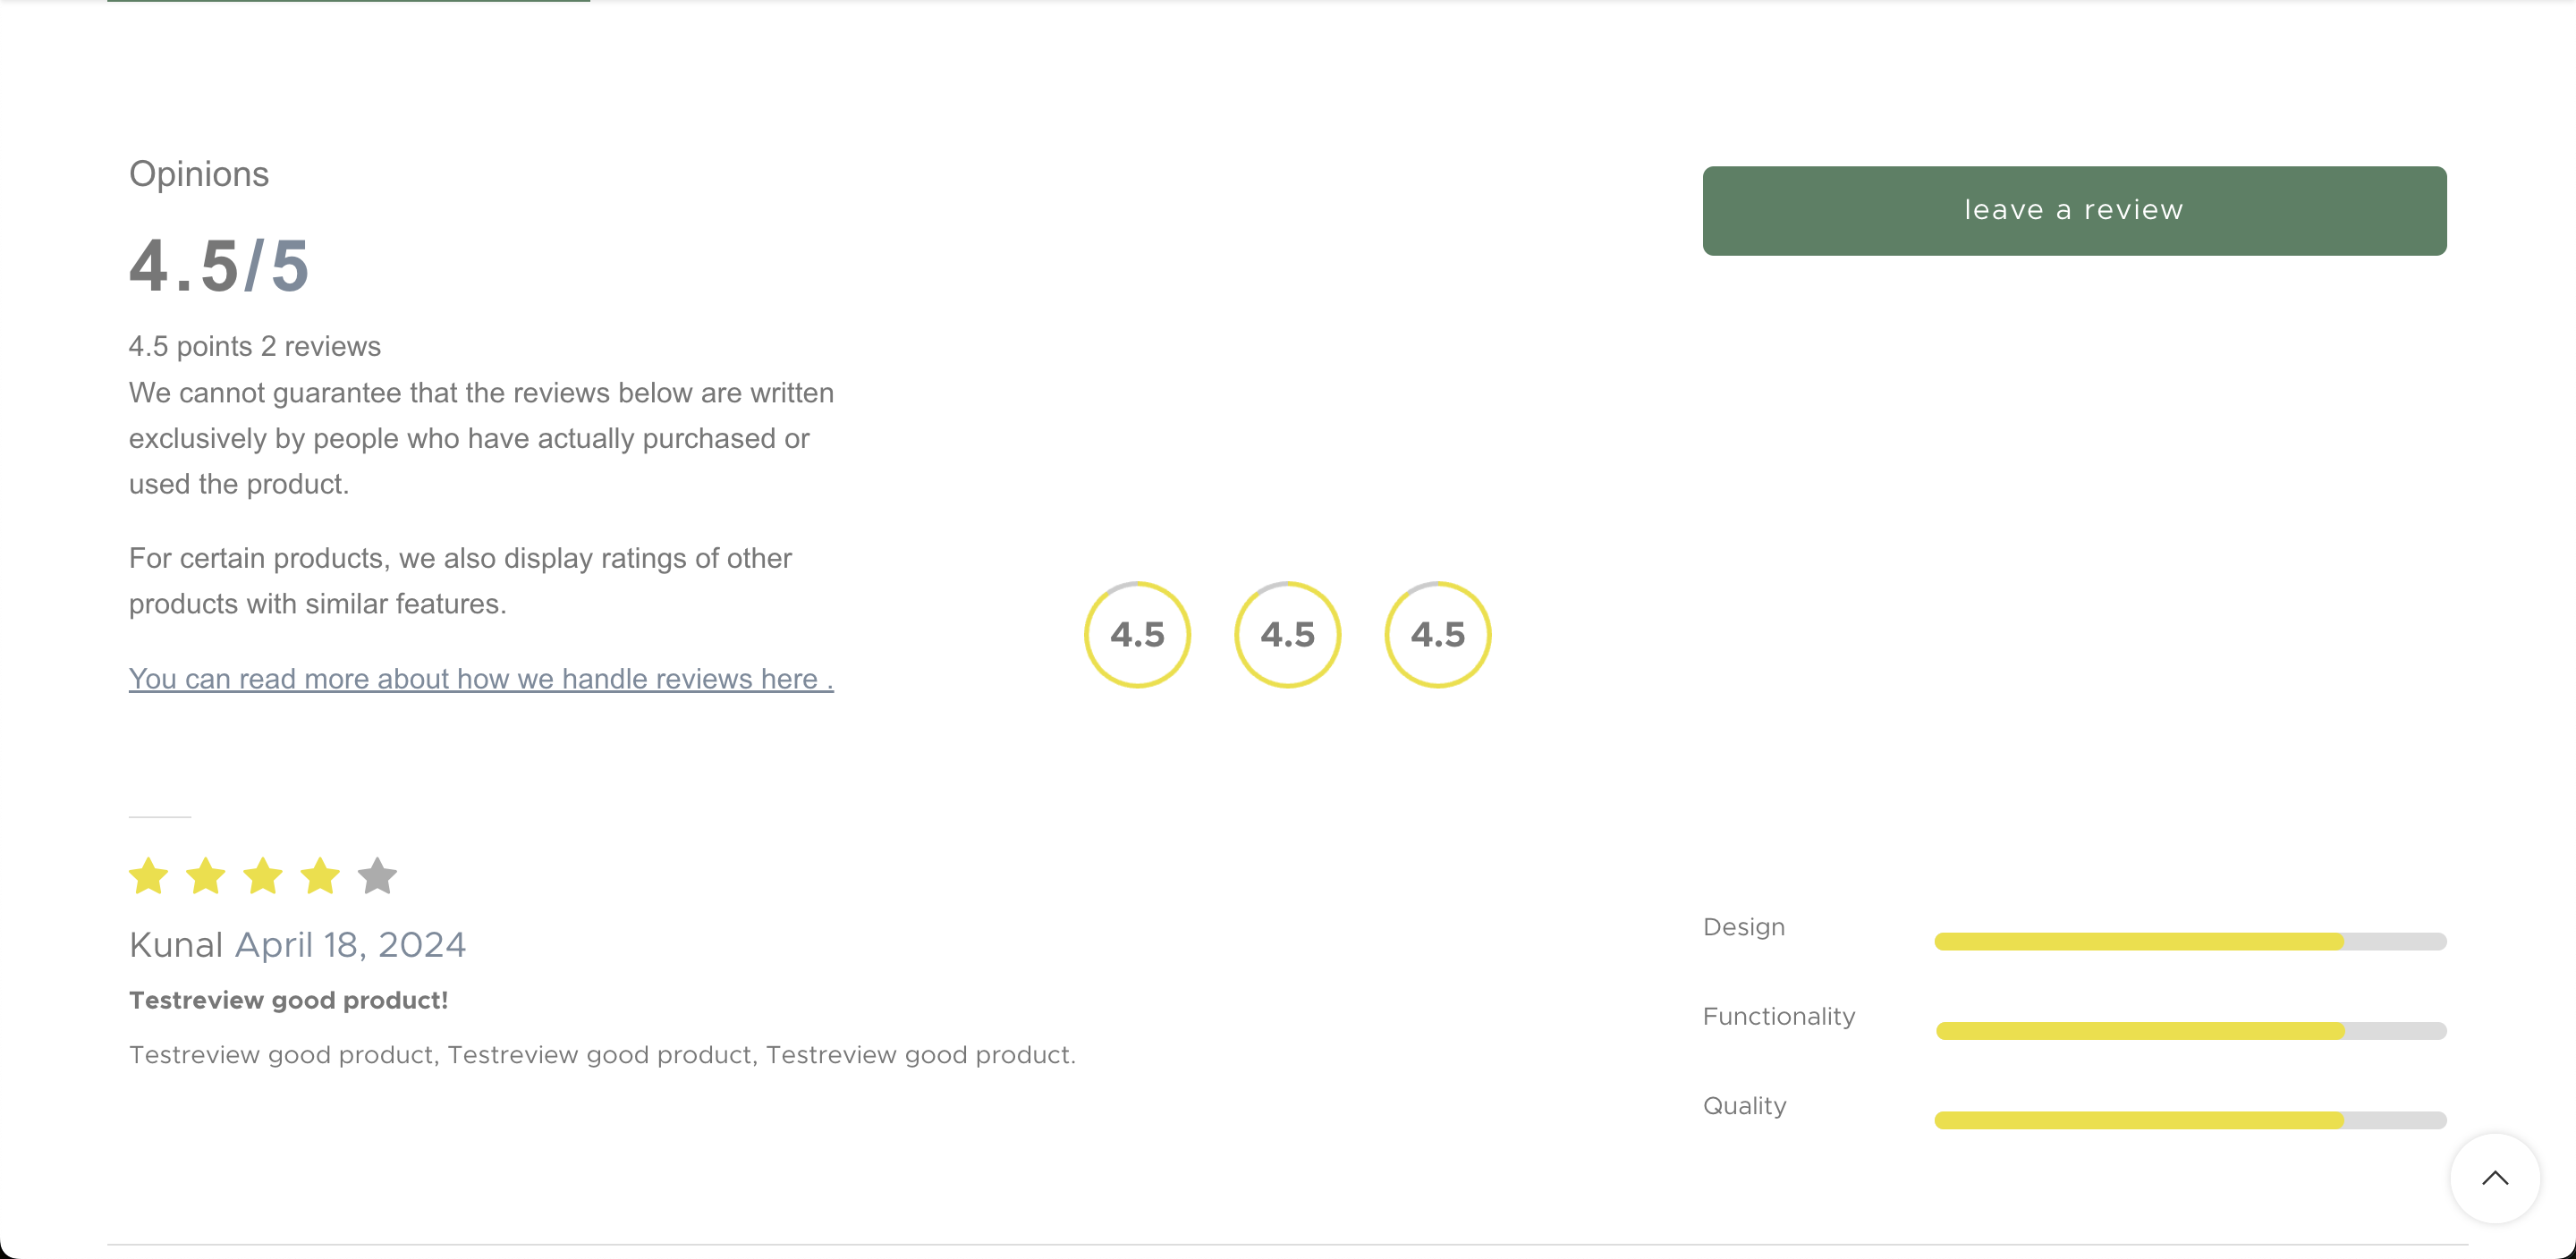 Opinions
leave a review
4.5/5
4.5 points 2 reviews
We cannot guarantee that the reviews below are written
exclusively by people who have actually purchased or
used the product.
For certain products, we also display ratings of other
products with similar features.
4.5 4.5 4.5
You can read more about how we handle reviews here .
Kunal April 18, 2024
Testreview good product!
Testreview good product, Testreview good product, Testreview good product.
Design
Functionality
Quality